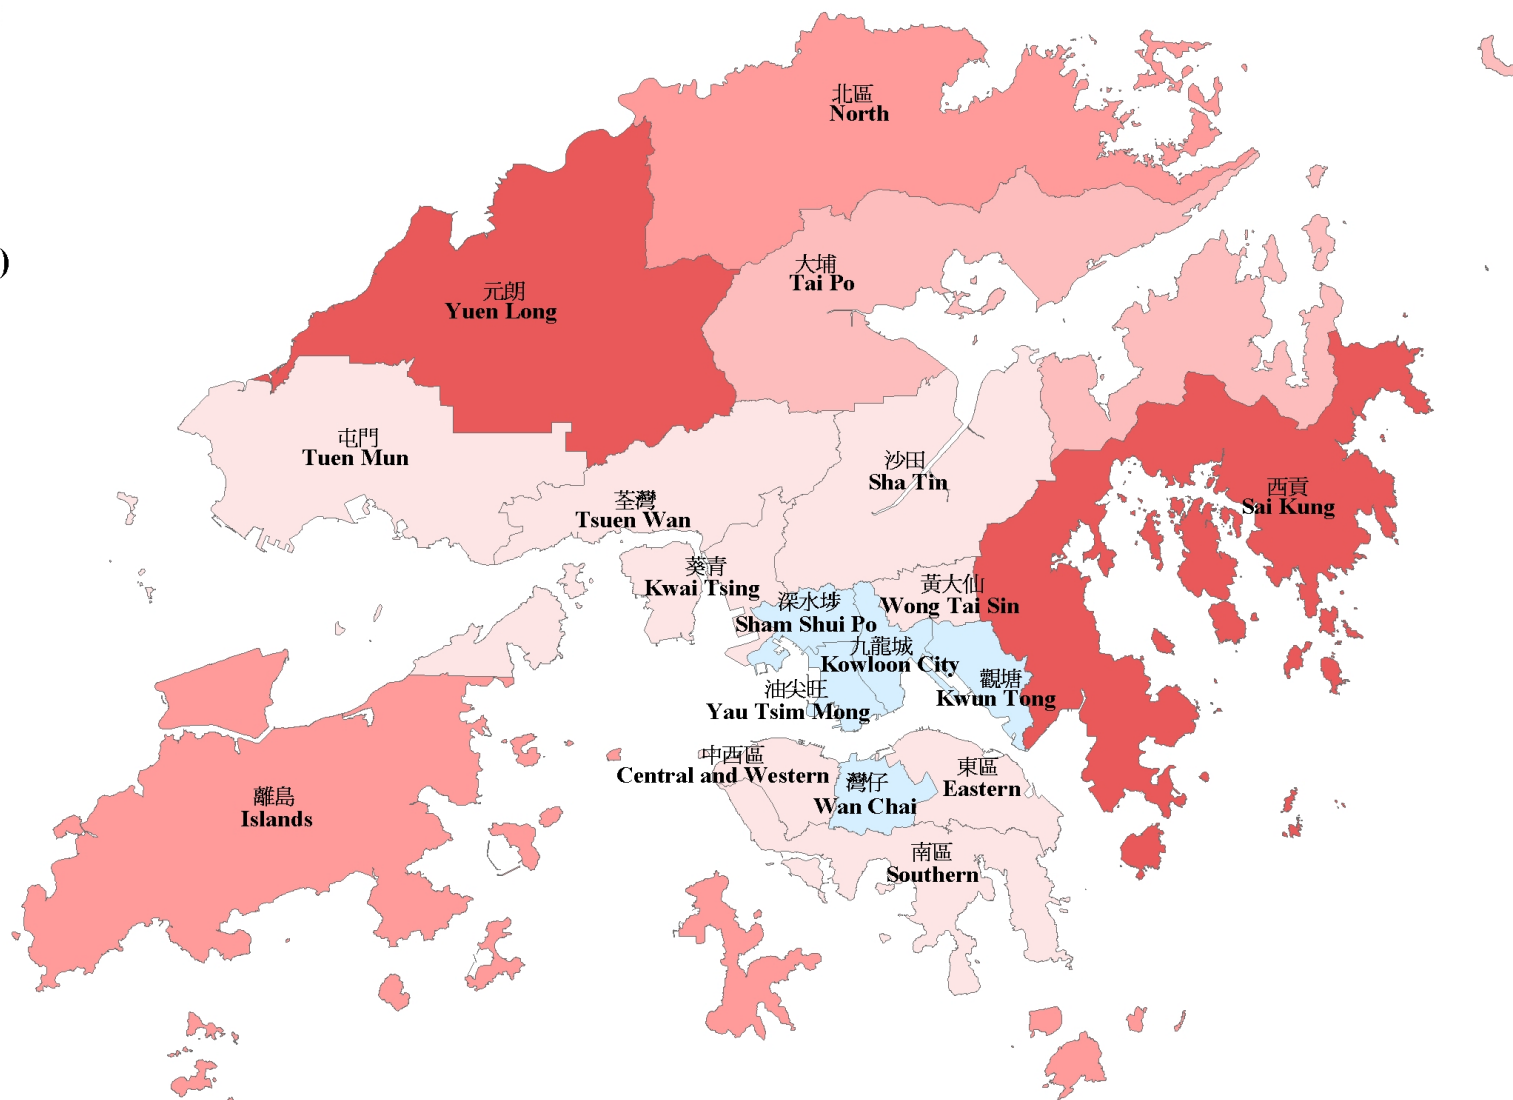 北區
North
)
大埔
Tai Po
元朗
Yuen Long
屯門
Tuen Mun
沙田
Sha Tin
西貢
Sai Kung
荃灣
Tsuen Wan
葵青
Kwai Tsing
黃大仙
Wong Tai Sin
深水埗
Sham Shui Po
九龍城
Kowloon City
觀塘
Kwun Tong
油尖旺
Yau Tsim Mong
中西區
Central and Western
灣仔
Wan Chai
東區
Eastern
離島
Islands
南區
Southern